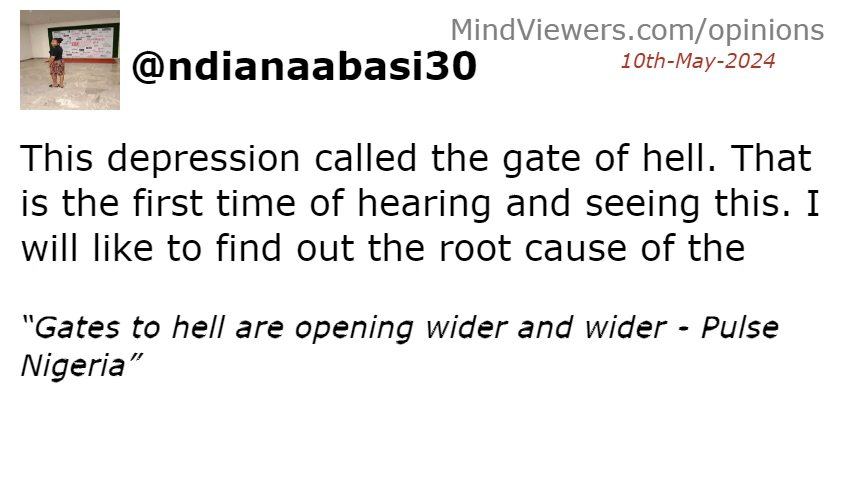 MindViewers.com/opinions
@ndianaabasi30
10th-May-2024
This depression called the gate of hell. That
is the first time of hearing and seeing this. I
will like to find out the root cause of the
“Gates to hell are opening wider and wider - Pulse
Nigeria”